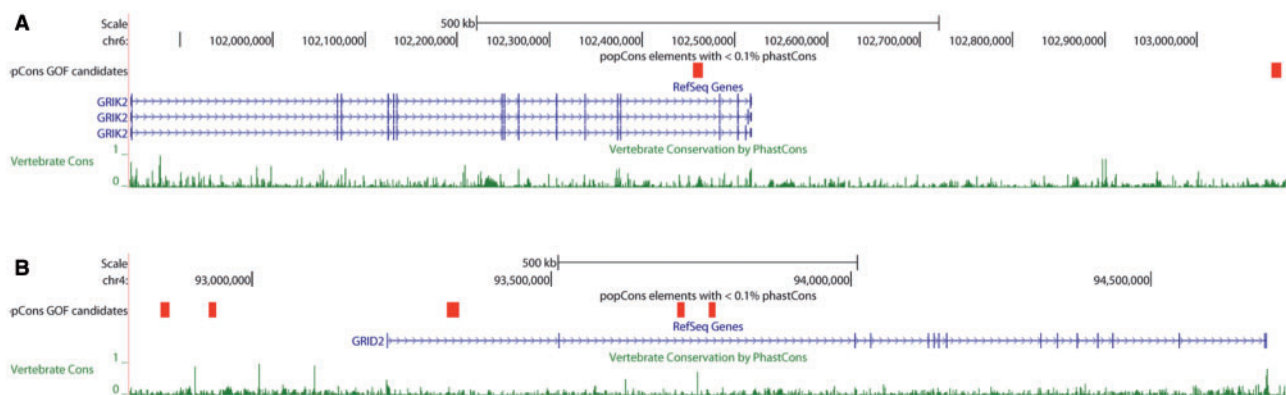 A
Scale
500 kb
chr6:
102,000,000
102,100,000
102,200,000
102,300,000
102,400,000
102,500,000
102,600,000
102,700,000
102,800,000
102,900,000
103,000,000
popCons elements with < 0.1% phastCons
pCons GOF candidates
RefSeq Genes
GRIK2
GRIK2
GRIK2
Vertebrate Conservation by PhastCons
Vertebrate Cons
1
0
B
Scale
500 kb
chr4:
93,000,000
93,500,000
94,000,000
94,500,000
popCons elements with < 0.1% phastCons
pCons GOF candidates
RefSeq Genes
GRID2
Vertebrate Conservation by PhastCons
Vertebrate Cons
1
0